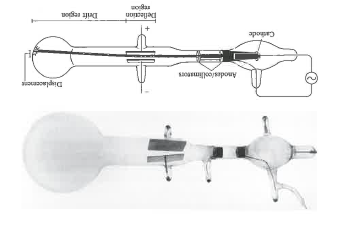 Deflection
region
Drift region
Cathode
+
-
Anodes/collimators
Displacement